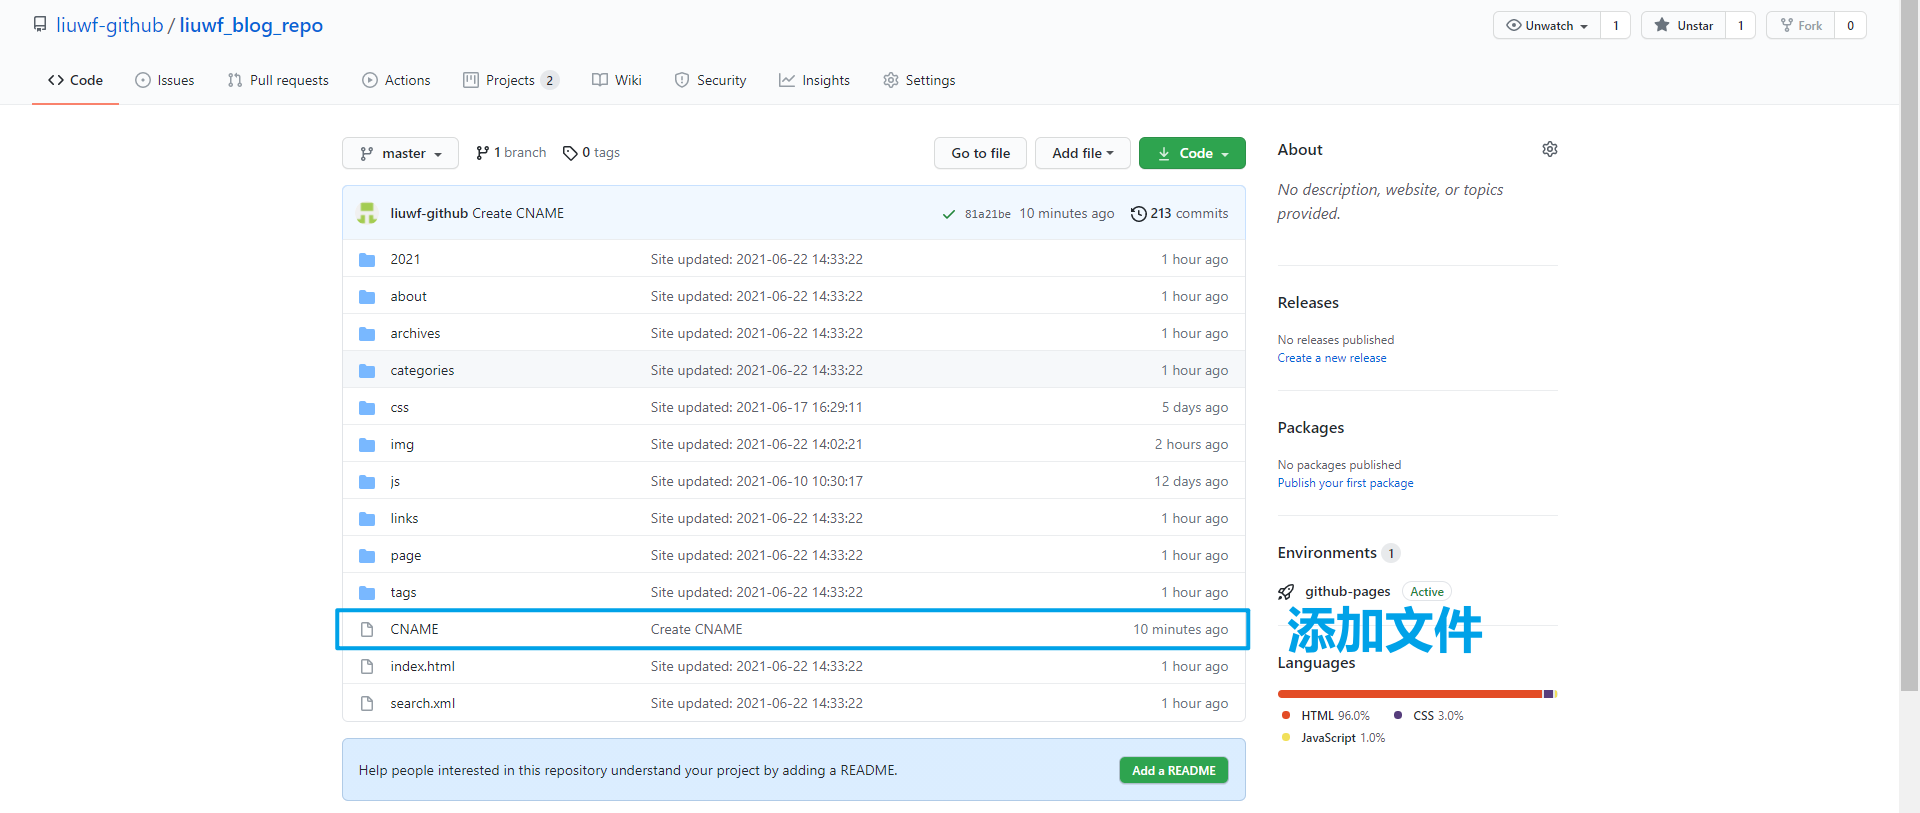 liuwf-github / liuwf_blog_repo
Unwatch 1 Unstar 1 Fork 0
Code Issues Pull requests Actions Projects 2 Wiki Security Insights Settings
master 1 branch 0 tags Go to file Add file Code
liuwf-github Create CNAME 81a21be 10 minutes ago 213 commits
2021 Site updated: 2021-06-22 14:33:22 1 hour ago
about Site updated: 2021-06-22 14:33:22 1 hour ago
archives Site updated: 2021-06-22 14:33:22 1 hour ago
categories Site updated: 2021-06-22 14:33:22 1 hour ago
css Site updated: 2021-06-17 16:29:11 5 days ago
img Site updated: 2021-06-22 14:02:21 2 hours ago
js Site updated: 2021-06-10 10:30:17 12 days ago
links Site updated: 2021-06-22 14:33:22 1 hour ago
page Site updated: 2021-06-22 14:33:22 1 hour ago
tags Site updated: 2021-06-22 14:33:22 1 hour ago
CNAME Create CNAME 10 minutes ago
index.html Site updated: 2021-06-22 14:33:22 1 hour ago
search.xml Site updated: 2021-06-22 14:33:22 1 hour ago
Help people interested in this repository understand your project by adding a README. Add a README
About
No description, website, or topics
provided.
Releases
No releases published
Create a new release
Packages
No packages published
Publish your first package
Environments 1
github-pages Active
添加文件
Languages
HTML 96.0% CSS 3.0%
JavaScript 1.0%